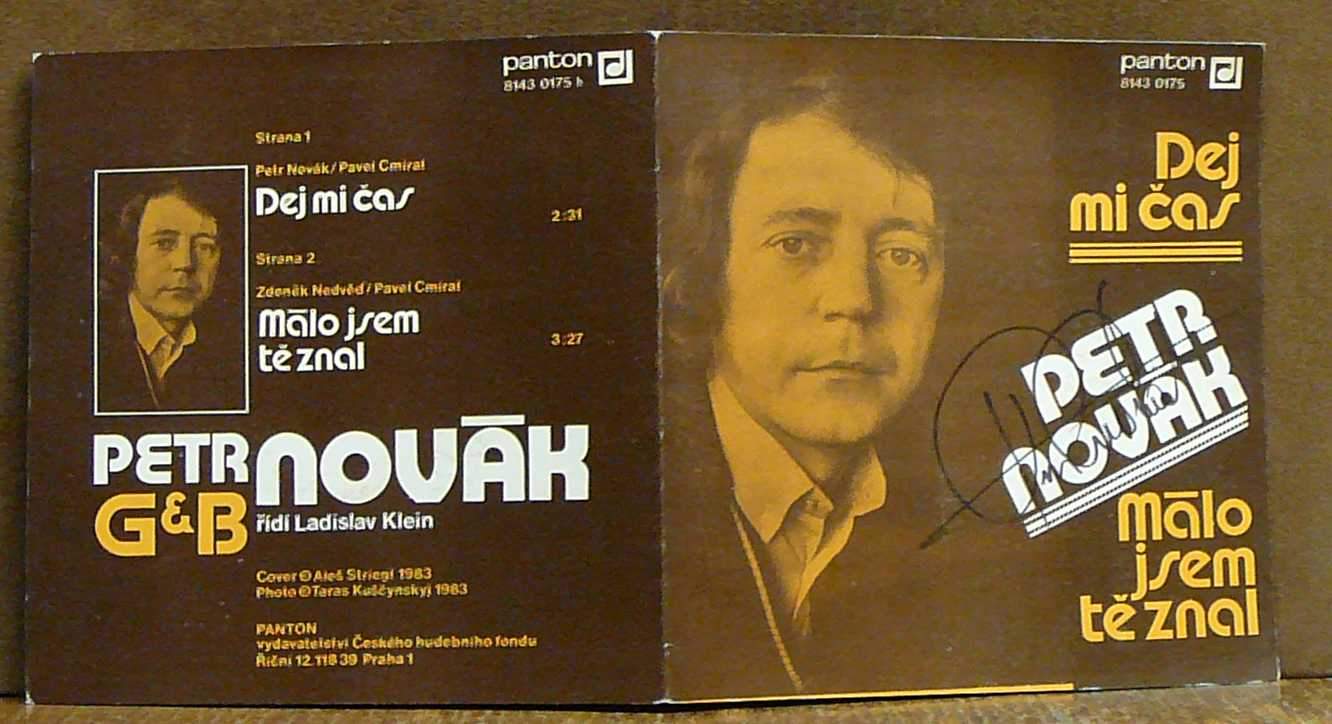 panton
8143 0175 h
Strana 1
Petr Novák/Pavel Cmíral
Dej mi čas
2:31
Strana 2
Zdeněk Nedvěd/Pavel Cmíral
Málo jsem
tě znal
3:27
PETR NOVÁK
G&B
řídí Ladislav Klein
Cover © Aleš Striegl 1983
Photo © Taras Kuščynskyj 1983
PANTON
vydavatelství Českého hudebního fondu
Říční 12, 118 39 Praha 1
panton
8143 0175
Dej
mi čas
PETR
NOVÁK
Málo
jsem
tě znal